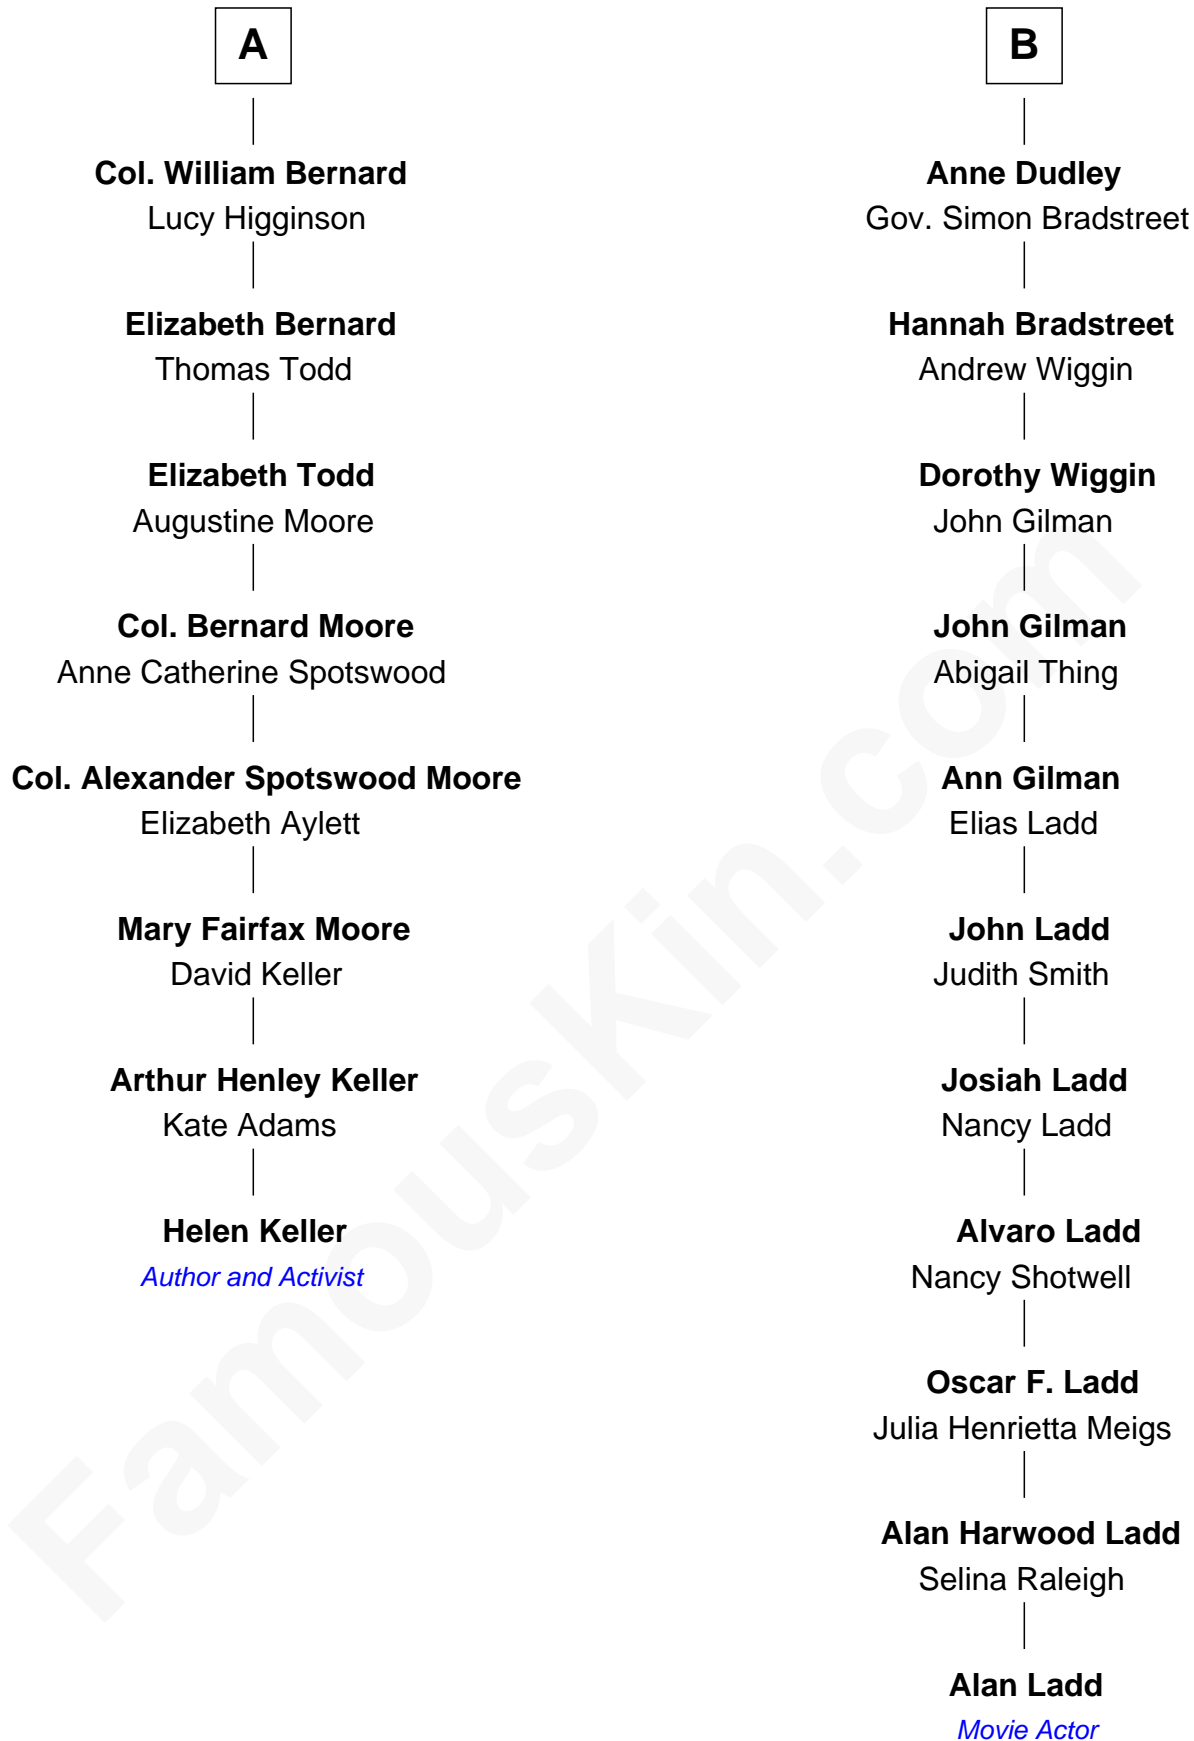 A
Col. William Bernard
Lucy Higginson
Elizabeth Bernard
Thomas Todd
Elizabeth Todd
Augustine Moore
Col. Bernard Moore
Anne Catherine Spotswood
Col. Alexander Spotswood Moore
Elizabeth Aylett
Mary Fairfax Moore
David Keller
Arthur Henley Keller
Kate Adams
Helen Keller
Author and Activist
B
Anne Dudley
Gov. Simon Bradstreet
Hannah Bradstreet
Andrew Wiggin
Dorothy Wiggin
John Gilman
John Gilman
Abigail Thing
Ann Gilman
Elias Ladd
John Ladd
Judith Smith
Josiah Ladd
Nancy Ladd
Alvaro Ladd
Nancy Shotwell
Oscar F. Ladd
Julia Henrietta Meigs
Alan Harwood Ladd
Selina Raleigh
Alan Ladd
Movie Actor
FamousKin.com